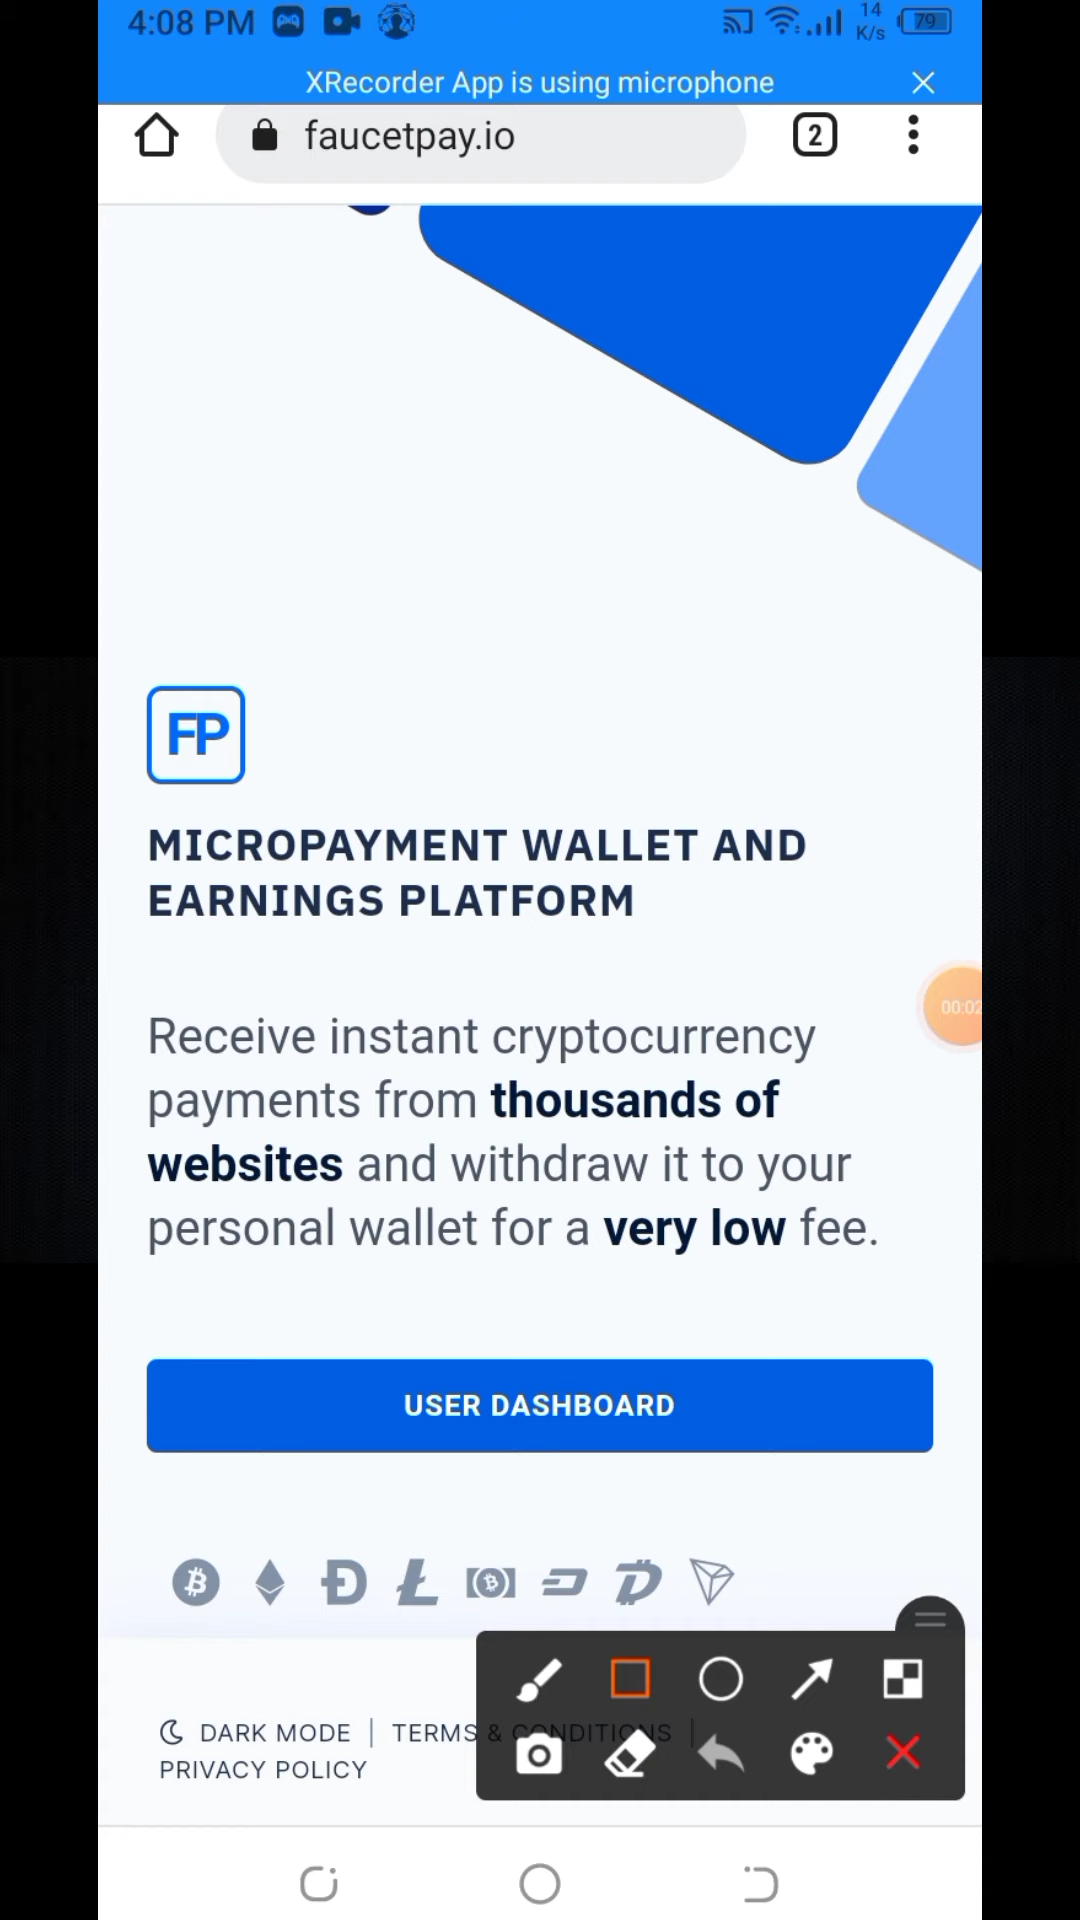 4:08 PM
14
K/s
79
XRecorder App is using microphone
faucetpay.io
2
FP
MICROPAYMENT WALLET AND
EARNINGS PLATFORM
00:02
Receive instant cryptocurrency
payments from thousands of
websites and withdraw it to your
personal wallet for a very low fee.
USER DASHBOARD
DARK MODE | TERMS & CONDITIONS |
PRIVACY POLICY